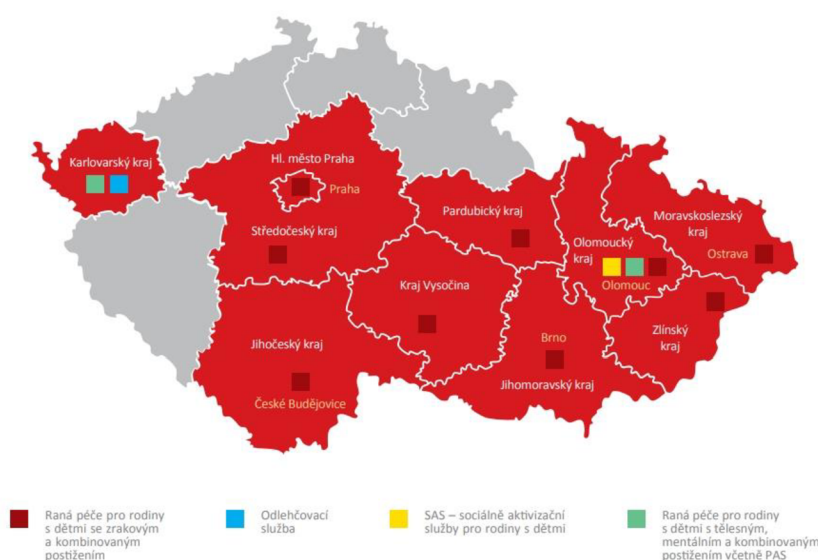 Karlovarský kraj
Hl. město Praha
Praha
Středočeský kraj
Pardubický kraj
Moravskoslezský
kraj
Ostrava
Olomoucký
kraj
Olomouc
Kraj Vysočina
Zlínský
kraj
Brno
Jihomoravský kraj
Jihočeský kraj
České Budějovice
Raná péče pro rodiny
s dětmi se zrakovým
a kombinovaným
postižením
Odlehčovací
služba
SAS – sociálně aktivizační
služby pro rodiny s dětmi
Raná péče pro rodiny
s dětmi s tělesným,
mentálním a kombinovaným
postižením včetně PAS